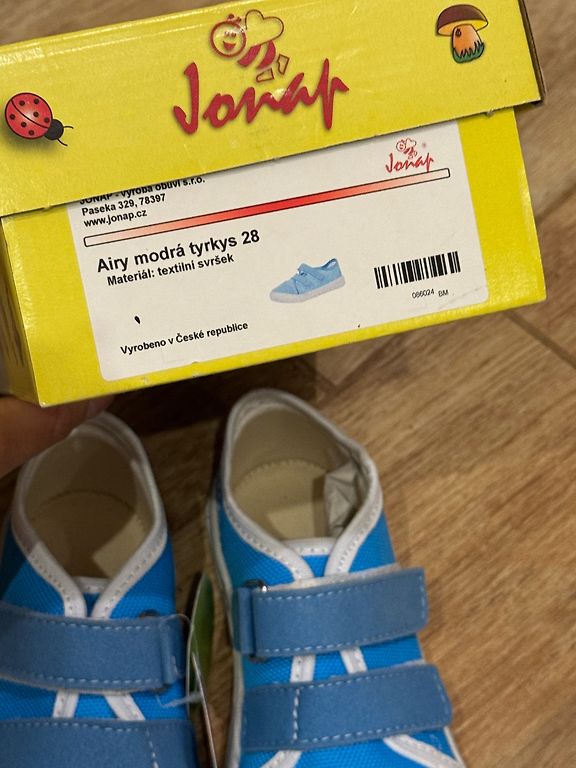 Jonap
Jonap
JONAP - výroba obuvi s.r.o.
Paseka 329, 78397
www.jonap.cz
Airy modrá tyrkys 28
Materiál: textilní svršek
086024 BM
Vyrobeno v České republice